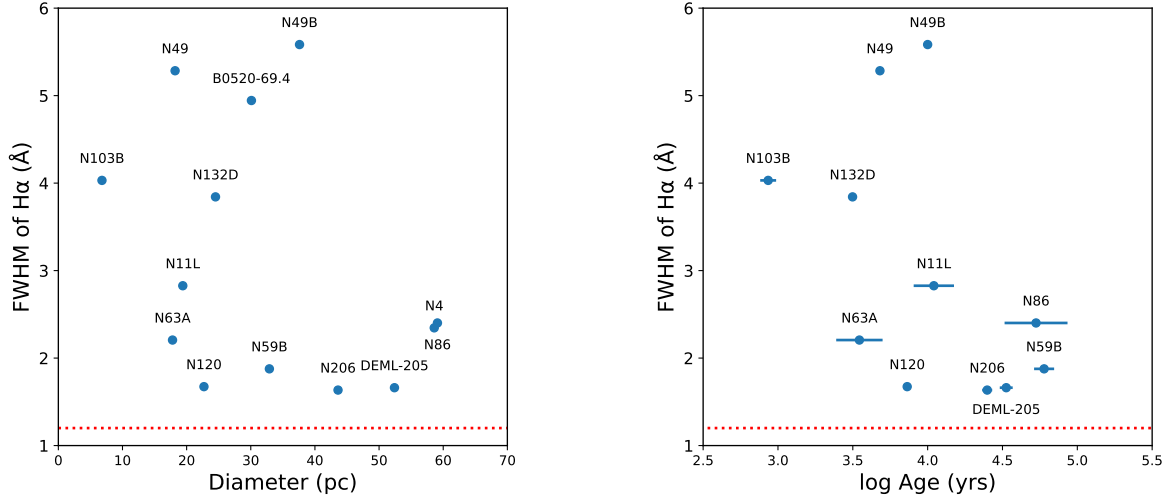 6
5
4
3
2
1
FWHM of Hα (Å)
N49B
N49
B0520-69.4
N103B
N132D
N11L
N63A
N4
N86
N120
N59B
N206
DEML-205
0
10
20
30
40
50
60
70
Diameter (pc)
6
5
4
3
2
1
FWHM of Hα (Å)
N49B
N49
N103B
N132D
N11L
N86
N63A
N59B
N120
N206
DEML-205
2.5
3.0
3.5
4.0
4.5
5.0
5.5
log Age (yrs)